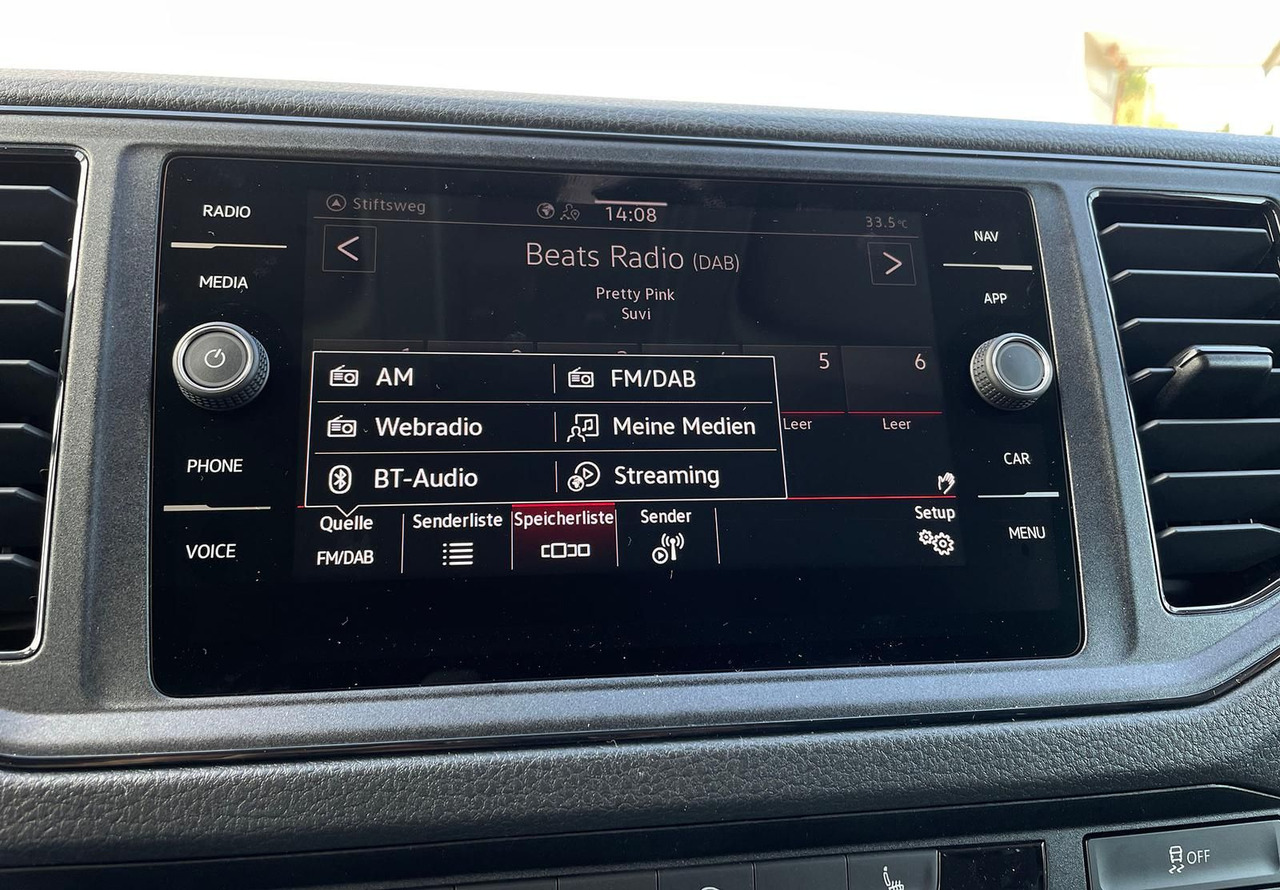 RADIO
MEDIA
PHONE
VOICE
Stiftsweg
14:08
33.5°C
Beats Radio (DAB)
Pretty Pink
Suvi
5
6
Leer
Leer
AM
FM/DAB
Webradio
Meine Medien
BT-Audio
Streaming
Quelle
FM/DAB
Senderliste
Speicherliste
Sender
Setup
NAV
APP
CAR
MENU
OFF